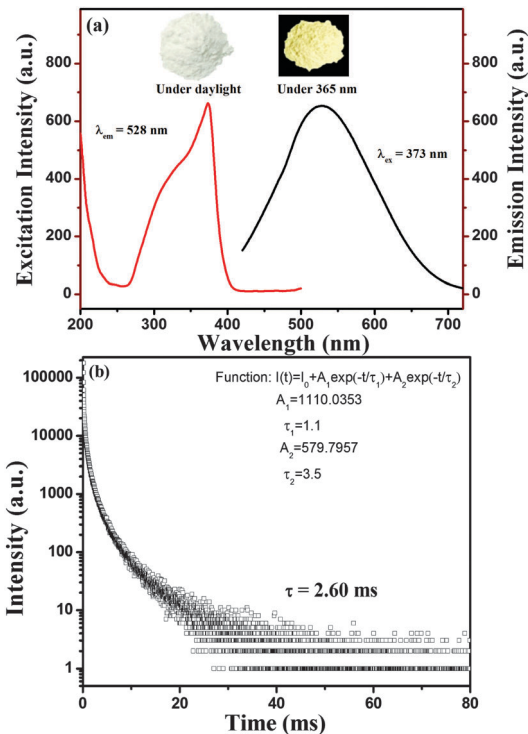 (a)
Under daylight
Under 365 nm
λem = 528 nm
λex = 373 nm
Excitation Intensity (a.u.)
800
600
400
200
0
Emission Intensity (a.u.)
800
600
400
200
0
200 300 400 500 600 700
Wavelength (nm)
(b)
Function: I(t)=I0+A1exp(-t/τ1)+A2exp(-t/τ2)
A1=1110.0353
τ1=1.1
A2=579.7957
τ2=3.5
τ = 2.60 ms
Intensity (a.u.)
100000
10000
1000
100
10
1
0 20 40 60 80
Time (ms)